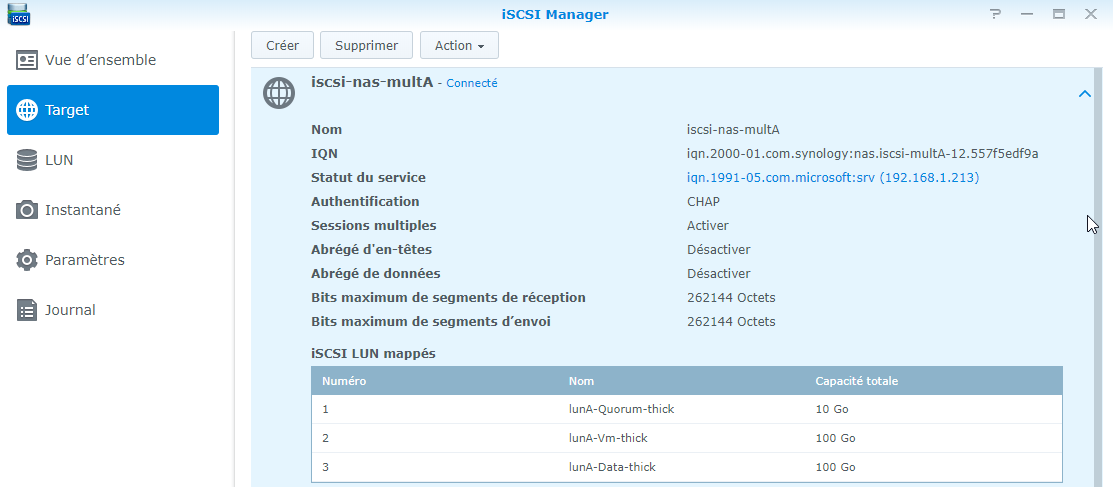 iSCSI
iSCSI Manager
Créer Supprimer Action
Vue d’ensemble
Target
LUN
Instantané
Paramètres
Journal
iscsi-nas-multA - Connecté
Nom iscsi-nas-multA
IQN iqn.2000-01.com.synology:nas.iscsi-multA-12.557f5edf9a
Statut du service iqn.1991-05.com.microsoft:srv (192.168.1.213)
Authentification CHAP
Sessions multiples Activer
Abrégé d'en-têtes Désactiver
Abrégé de données Désactiver
Bits maximum de segments de réception 262144 Octets
Bits maximum de segments d’envoi 262144 Octets
iSCSI LUN mappés
Numéro Nom Capacité totale
1 lunA-Quorum-thick 10 Go
2 lunA-Vm-thick 100 Go
3 lunA-Data-thick 100 Go